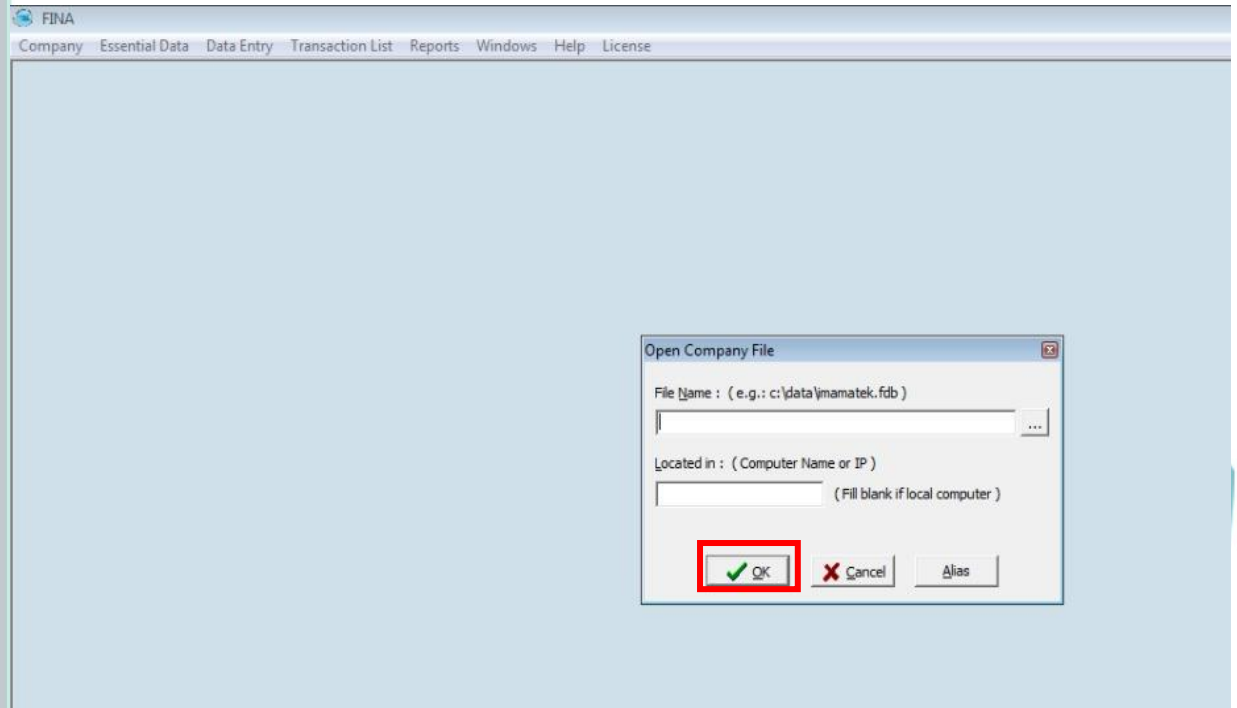 FINA
Company Essential Data Data Entry Transaction List Reports Windows Help License
Open Company File
File Name : ( e.g.: c:\data\imamatek.fdb )
...
Located in : ( Computer Name or IP )
( Fill blank if local computer )
OK Cancel Alias